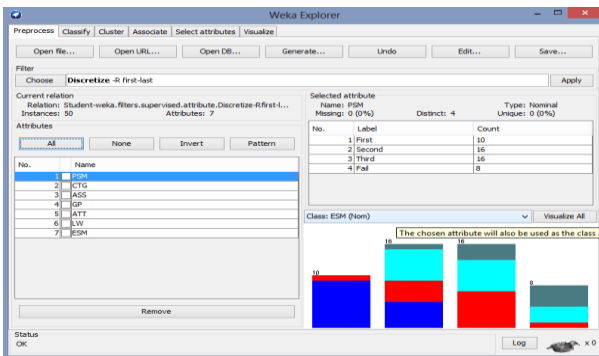 Weka Explorer
Preprocess Classify Cluster Associate Select attributes Visualize
Open file... Open URL... Open DB... Generate... Undo Edit... Save...
Filter
Choose Discretize -R first-last Apply
Current relation
Relation: Student-weka.filters.supervised.attribute.Discretize-Rfirst-l...
Instances: 50 Attributes: 7
Attributes
All None Invert Pattern
No. Name
1 PSM
2 CTG
3 ASS
4 GP
5 ATT
6 LW
7 ESM
Remove
Selected attribute
Name: PSM Type: Nominal
Missing: 0 (0%) Distinct: 4 Unique: 0 (0%)
No. Label Count
1 First 10
2 Second 16
3 Third 16
4 Fail 8
Class: ESM (Nom) Visualize All
The chosen attribute will also be used as the class
10 16 16 8
Status
OK Log x 0